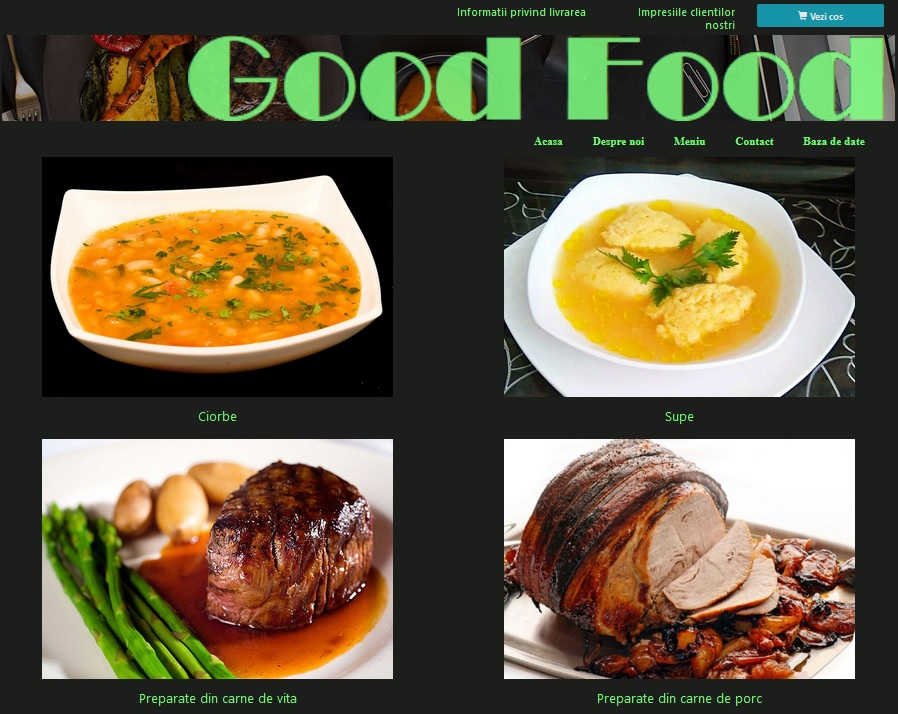 Informatii privind livrarea
Impresiile clientilor
nostri
Vezi cos
Good Food
Acasa Despre noi Meniu Contact Baza de date
Ciorbe
Supe
Preparate din carne de vita
Preparate din carne de porc